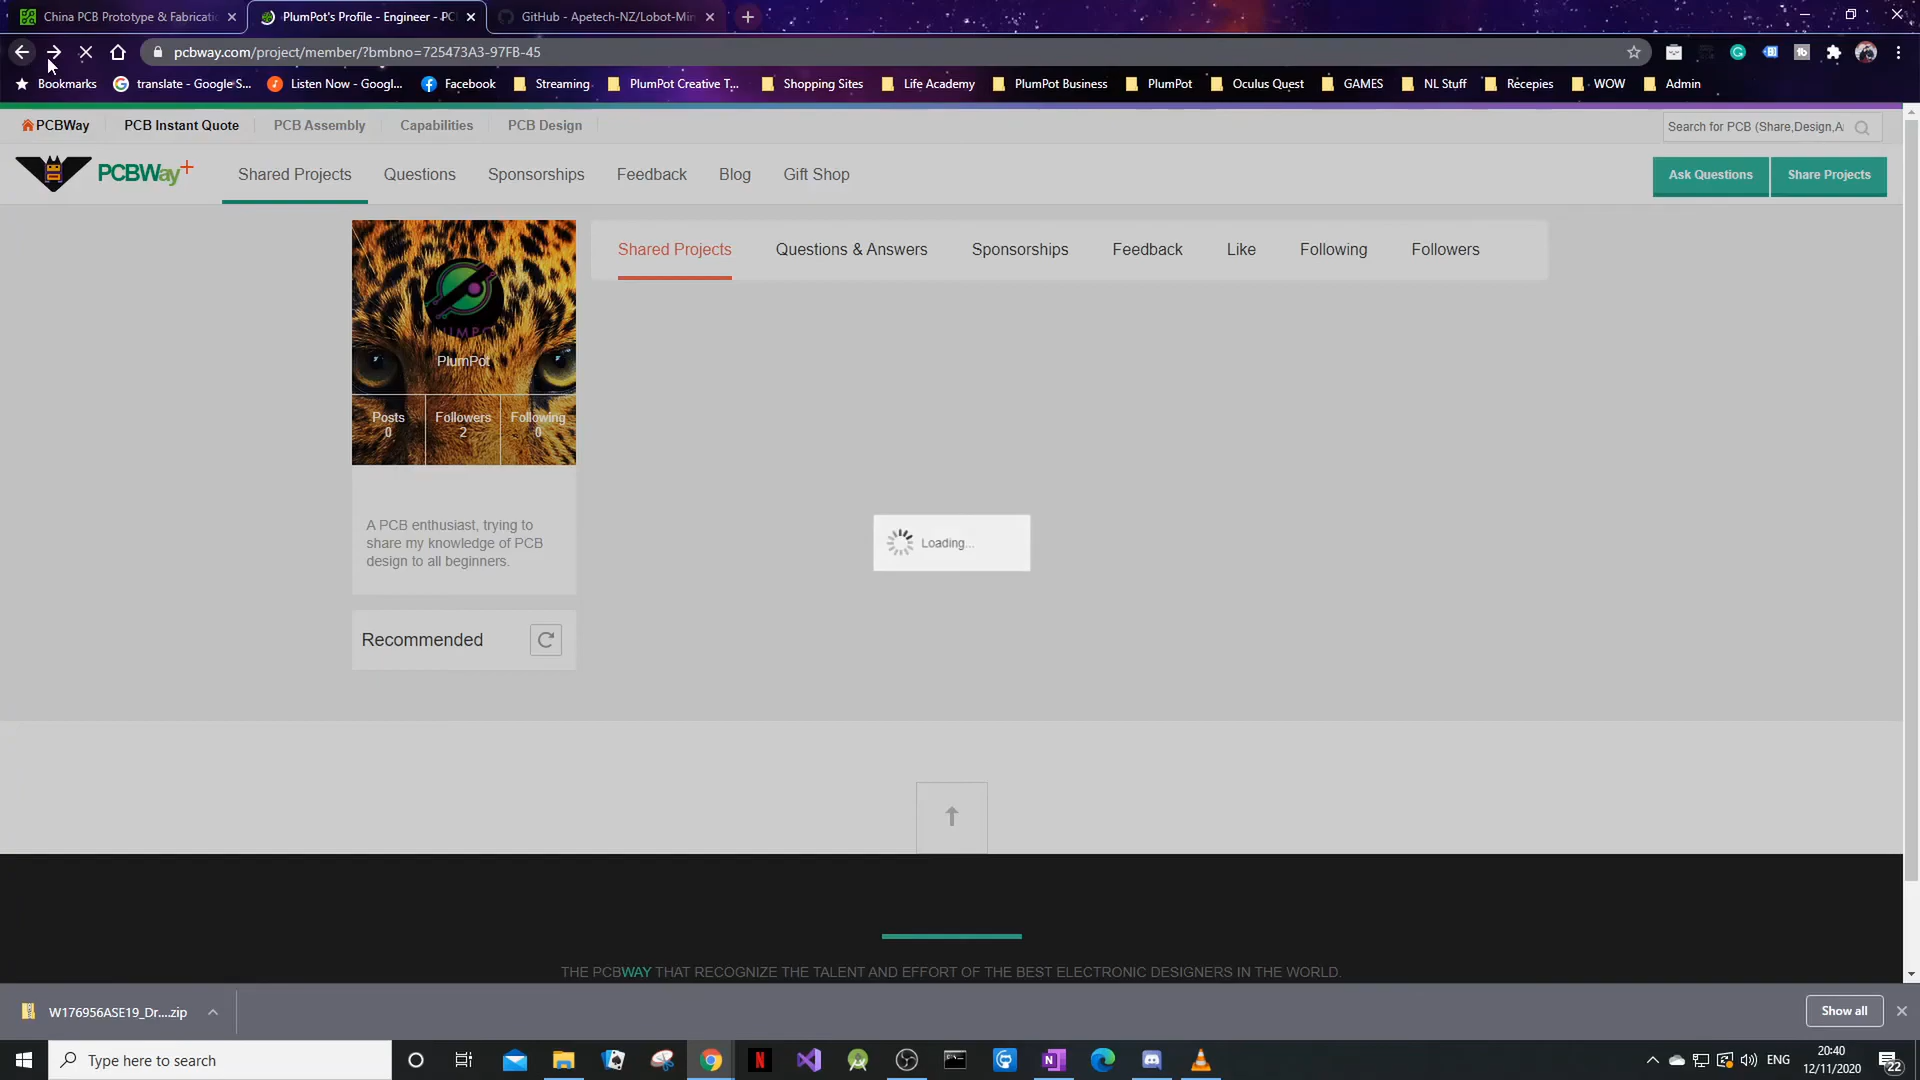 China PCB Prototype & Fabricatio
PlumPot's Profile - Engineer - PC
GitHub - Apetech-NZ/Lobot-Min
pcbway.com/project/member/?bmbno=725473A3-97FB-45
Bookmarks
translate - Google S...
Listen Now - Googl...
Facebook
Streaming
PlumPot Creative T...
Shopping Sites
Life Academy
PlumPot Business
PlumPot
Oculus Quest
GAMES
NL Stuff
Recepies
WOW
Admin
PCBWay
PCB Instant Quote
PCB Assembly
Capabilities
PCB Design
Search for PCB (Share,Design,A
PCBWay+
Shared Projects
Questions
Sponsorships
Feedback
Blog
Gift Shop
Ask Questions
Share Projects
Shared Projects
Questions & Answers
Sponsorships
Feedback
Like
Following
Followers
PlumPot
Posts
0
Followers
2
Following
0
A PCB enthusiast, trying to
share my knowledge of PCB
design to all beginners.
Loading...
Recommended
THE PCBWAY THAT RECOGNIZE THE TALENT AND EFFORT OF THE BEST ELECTRONIC DESIGNERS IN THE WORLD.
W176956ASE19_Dr....zip
Show all
Type here to search
ENG
20:40
12/11/2020
22